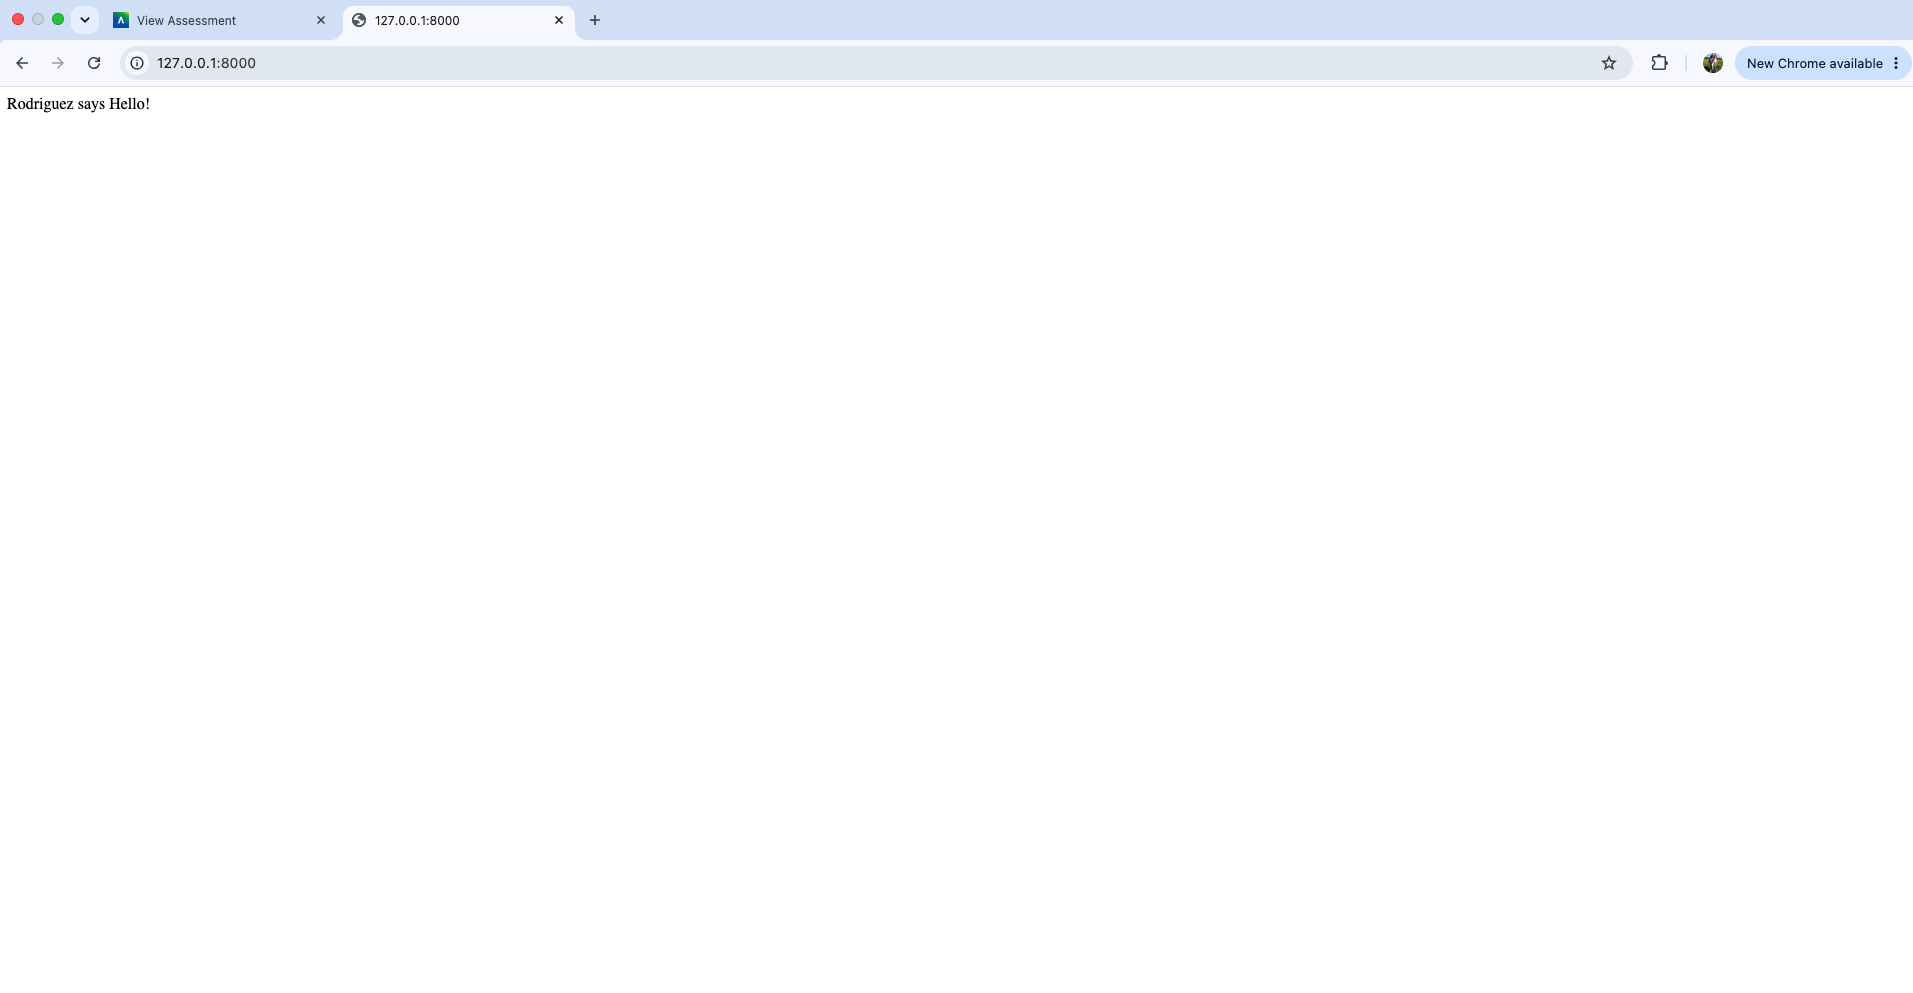 View Assessment
127.0.0.1:8000
127.0.0.1:8000
New Chrome available
Rodriguez says Hello!